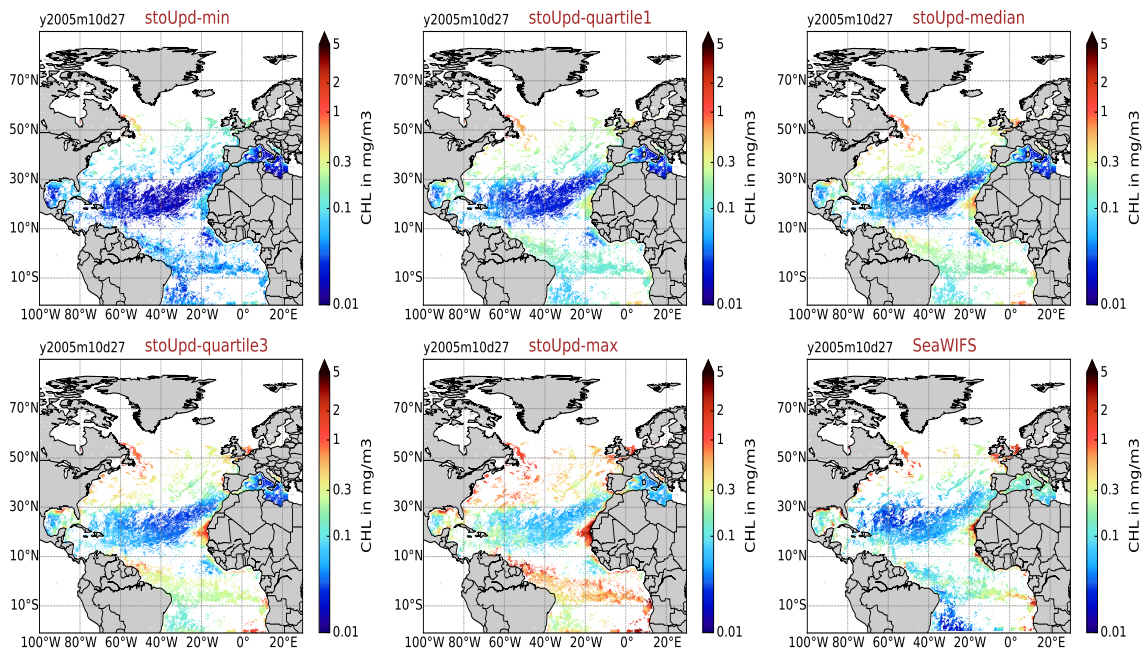 y2005m10d27 stoUpd-min
70°N
50°N
30°N
10°N
10°S
100°W 80°W 60°W 40°W 20°W 0° 20°E
5
2
1
0.3
0.1
0.01
CHL in mg/m3
y2005m10d27 stoUpd-quartile1
70°N
50°N
30°N
10°N
10°S
100°W 80°W 60°W 40°W 20°W 0° 20°E
5
2
1
0.3
0.1
0.01
CHL in mg/m3
y2005m10d27 stoUpd-median
70°N
50°N
30°N
10°N
10°S
100°W 80°W 60°W 40°W 20°W 0° 20°E
5
2
1
0.3
0.1
0.01
CHL in mg/m3
y2005m10d27 stoUpd-quartile3
70°N
50°N
30°N
10°N
10°S
100°W 80°W 60°W 40°W 20°W 0° 20°E
5
2
1
0.3
0.1
0.01
CHL in mg/m3
y2005m10d27 stoUpd-max
70°N
50°N
30°N
10°N
10°S
100°W 80°W 60°W 40°W 20°W 0° 20°E
5
2
1
0.3
0.1
0.01
CHL in mg/m3
y2005m10d27 SeaWIFS
70°N
50°N
30°N
10°N
10°S
100°W 80°W 60°W 40°W 20°W 0° 20°E
5
2
1
0.3
0.1
0.01
CHL in mg/m3